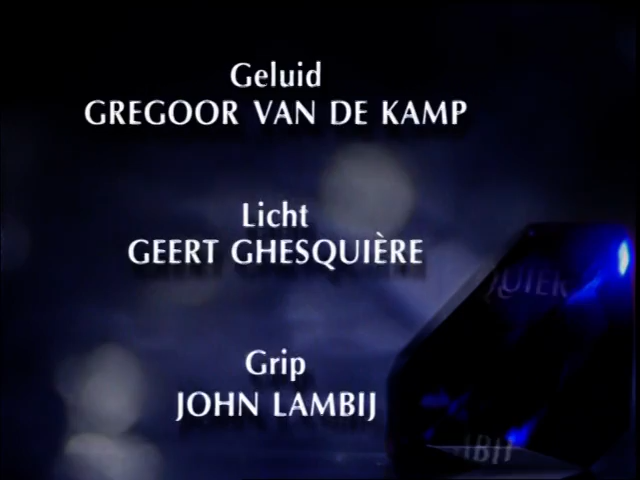 Geluid
GREGOOR VAN DE KAMP
Licht
GEERT GHESQUIÈRE
Grip
JOHN LAMBIJ